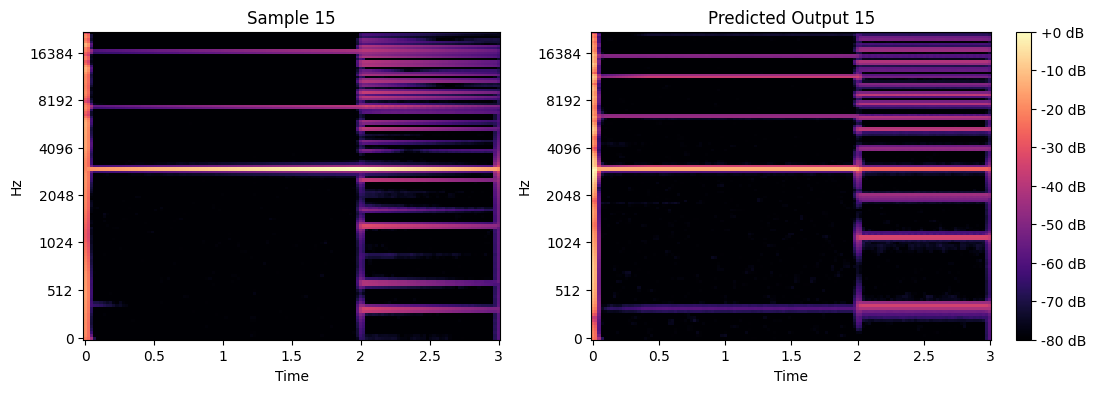 Sample 15
Hz
16384
8192
4096
2048
1024
512
0
0
0.5
1
1.5
2
2.5
3
Time
Predicted Output 15
Hz
16384
8192
4096
2048
1024
512
0
0
0.5
1
1.5
2
2.5
3
Time
+0 dB
-10 dB
-20 dB
-30 dB
-40 dB
-50 dB
-60 dB
-70 dB
-80 dB